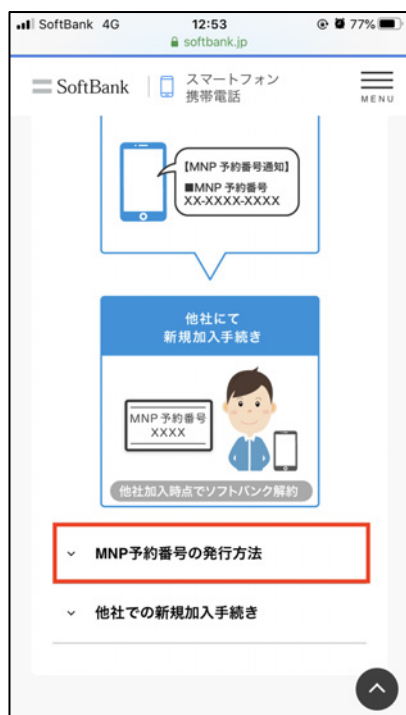 SoftBank 4G 12:53 77%
softbank.jp
SoftBank スマートフォン
携帯電話
MENU
【MNP 予約番号通知】
■MNP 予約番号
XX-XXXX-XXXX
他社にて
新規加入手続き
MNP 予約番号
XXXX
他社加入時点でソフトバンク解約
MNP予約番号の発行方法
他社での新規加入手続き